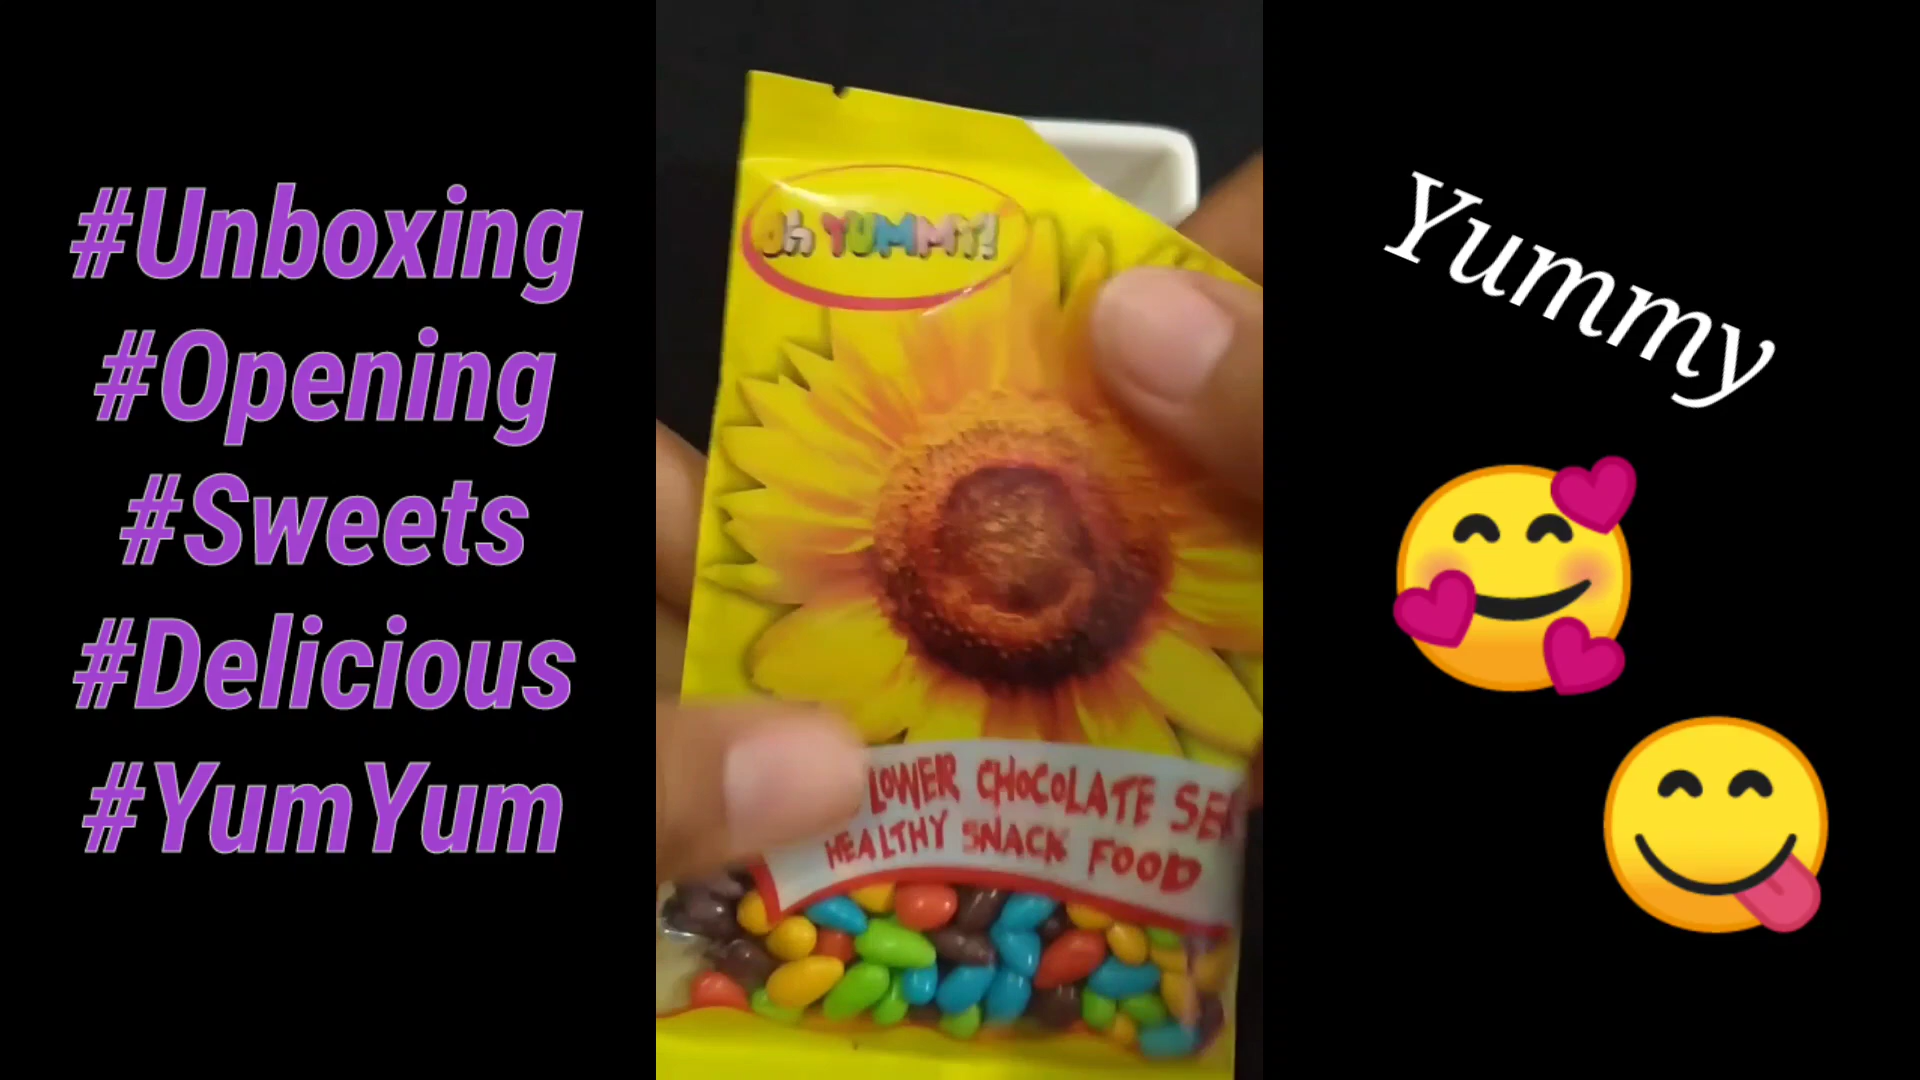 #Unboxing
#Opening
#Sweets
#Delicious
#YumYum
Oh YUMMY!
LOWER CHOCOLATE SE
HEALTHY SNACK FOOD
Yummy